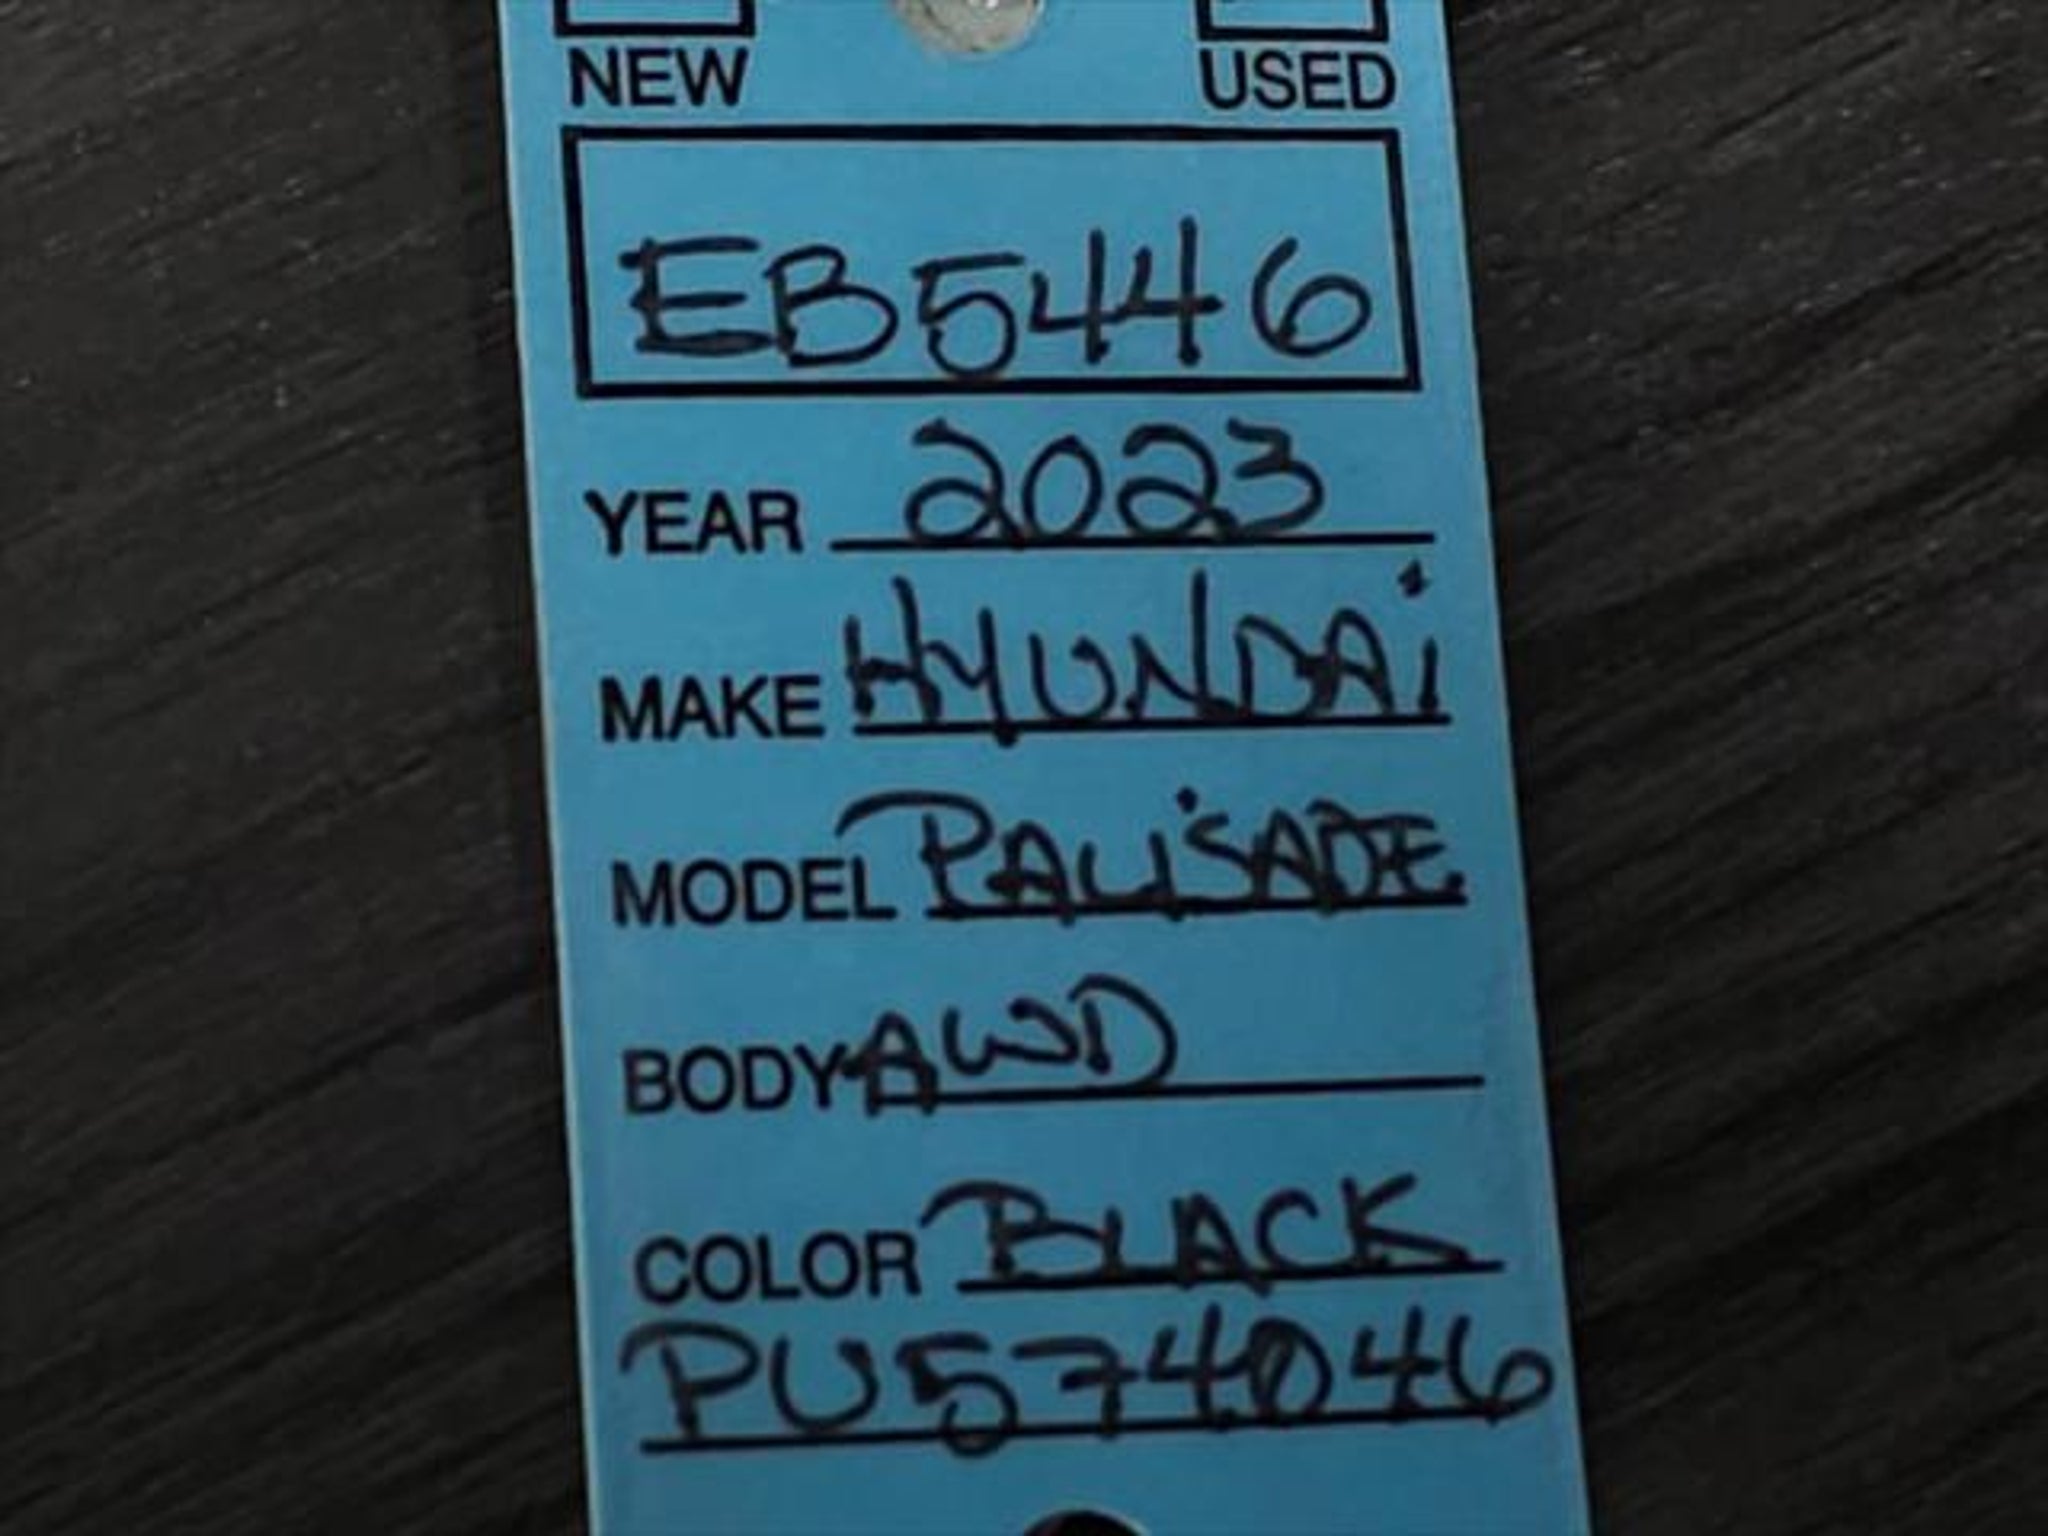 NEW USED
EB5446
YEAR 2023
MAKE HYUNDAi
MODEL PALiSADE
BODY AWD
COLOR BLACK
PU574046